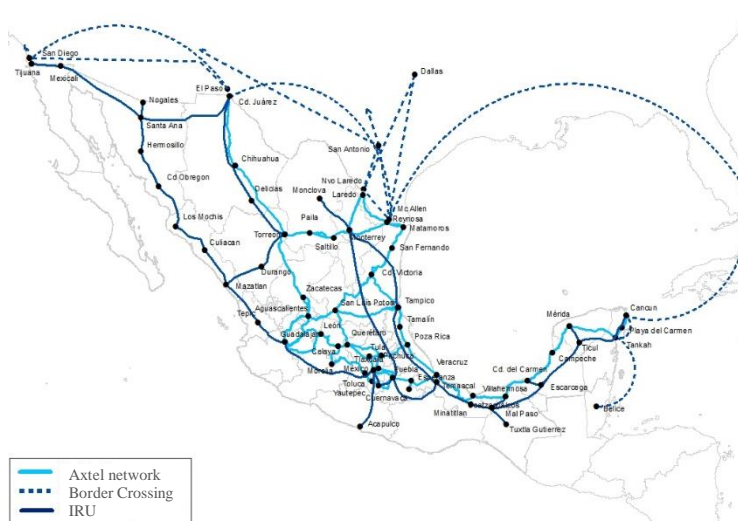 San Diego
Tijuana
Mexicali
El Paso
Cd. Juárez
Nogales
Santa Ana
Hermosillo
Cd Obregon
Los Mochis
Culiacan
Mazatlan
Tepic
Chihuahua
Delicias
Torreon
Durango
Dallas
San Antonio
Nvo Laredo
Laredo
Monclova
Mc Allen
Reynosa
Matamoros
Paila
Saltillo
Monterrey
San Fernando
Cd. Victoria
Zacatecas
Aguascalientes
San Luis Potosí
Tampico
Tamalín
Poza Rica
León
Querétaro
Guadalajara
Celaya
Tula
Pachuca
Tlaxcala
Morelia
México
Puebla
Toluca
Yautepec
Cuernavaca
Acapulco
Veracruz
Minatitlan
Villahermosa
Mal Paso
Tuxtla Gutierrez
Cd. del Carmen
Escarcega
Campeche
Mérida
Ticul
Cancun
Playa del Carmen
Tankah
Belice
Axtel network
Border Crossing
IRU